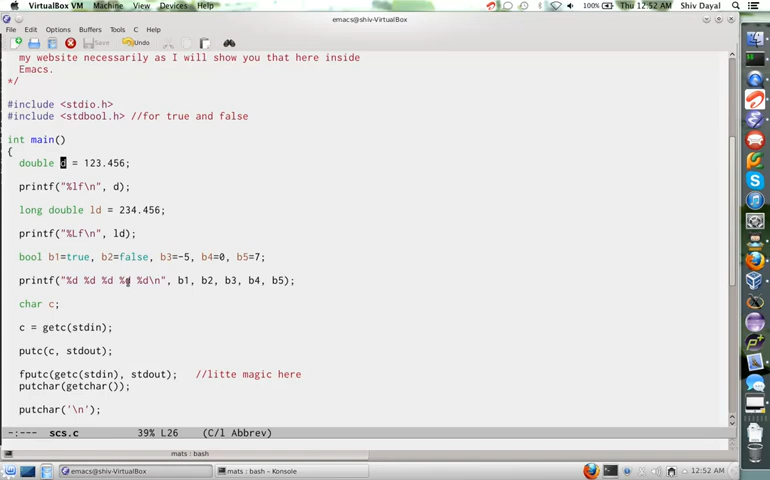 VirtualBox VM Machine View Devices Help 100% Thu 12:52 AM Shiv Dayal
emacs@shiv-VirtualBox
File Edit Options Buffers Tools C Help
Save Undo
my website necessarily as I will show you that here inside
Emacs.
*/
#include <stdio.h>
#include <stdbool.h> //for true and false
int main()
{
double d = 123.456;
printf("%lf\n", d);
long double ld = 234.456;
printf("%Lf\n", ld);
bool b1=true, b2=false, b3=-5, b4=0, b5=7;
printf("%d %d %d %d %d\n", b1, b2, b3, b4, b5);
char c;
c = getc(stdin);
putc(c, stdout);
fputc(getc(stdin), stdout); //litte magic here
putchar(getchar());
putchar('\n');
-:--- scs.c 39% L26 (C/l Abbrev)
mats : bash
emacs@shiv-VirtualBox mats : bash - Konsole 12:52 AM